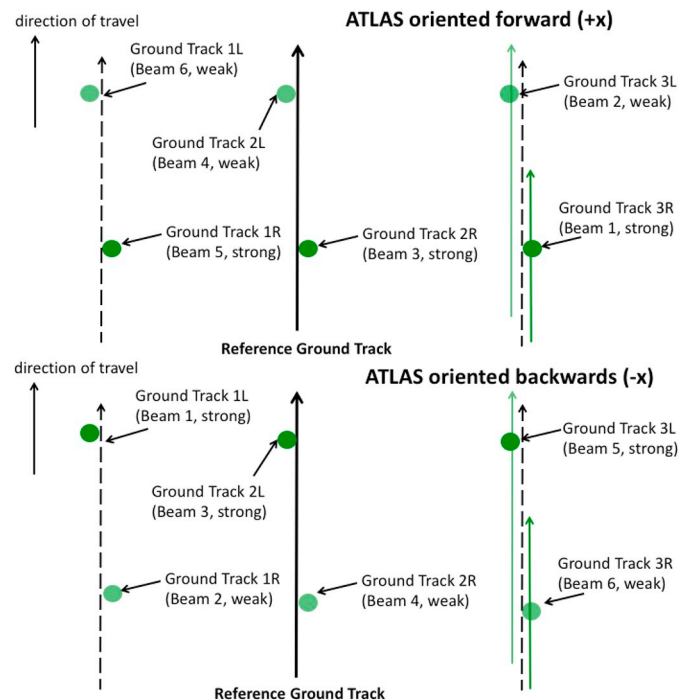 direction of travel
ATLAS oriented forward (+x)
Ground Track 1L
(Beam 6, weak)
Ground Track 2L
(Beam 4, weak)
Ground Track 3L
(Beam 2, weak)
Ground Track 1R
(Beam 5, strong)
Ground Track 2R
(Beam 3, strong)
Ground Track 3R
(Beam 1, strong)
Reference Ground Track
direction of travel
ATLAS oriented backwards (-x)
Ground Track 1L
(Beam 1, strong)
Ground Track 2L
(Beam 3, strong)
Ground Track 3L
(Beam 5, strong)
Ground Track 1R
(Beam 2, weak)
Ground Track 2R
(Beam 4, weak)
Ground Track 3R
(Beam 6, weak)
Reference Ground Track